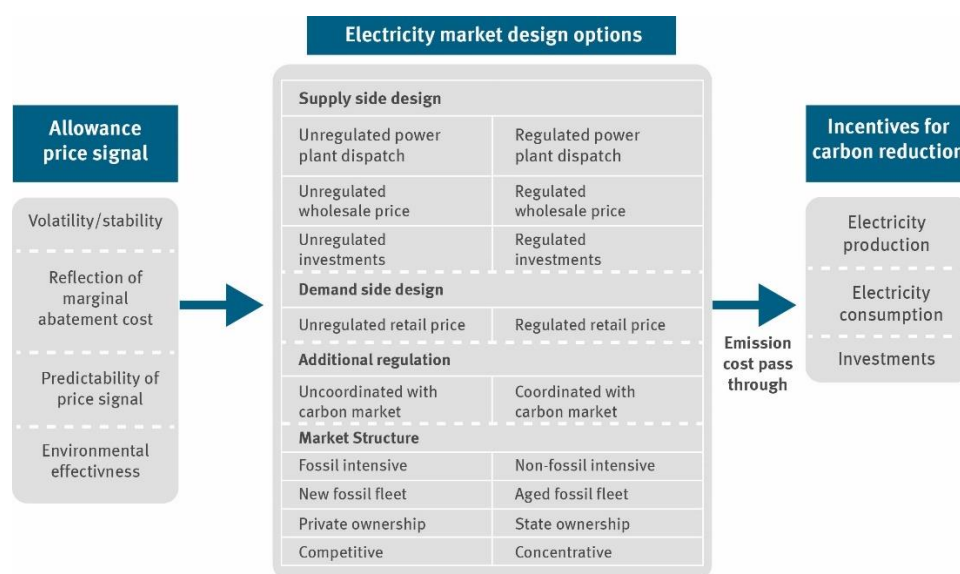 Electricity market design options
Allowance
price signal
Volatility/stability
Reflection of
marginal
abatement cost
Predictability of
price signal
Environmental
effectivness
Supply side design
Unregulated power
plant dispatch
Regulated power
plant dispatch
Unregulated
wholesale price
Regulated
wholesale price
Unregulated
investments
Regulated
investments
Demand side design
Unregulated retail price
Regulated retail price
Additional regulation
Uncoordinated with
carbon market
Coordinated with
carbon market
Market Structure
Fossil intensive
Non-fossil intensive
New fossil fleet
Aged fossil fleet
Private ownership
State ownership
Competitive
Concentrative
Emission
cost pass
through
Incentives for
carbon reduction
Electricity
production
Electricity
consumption
Investments